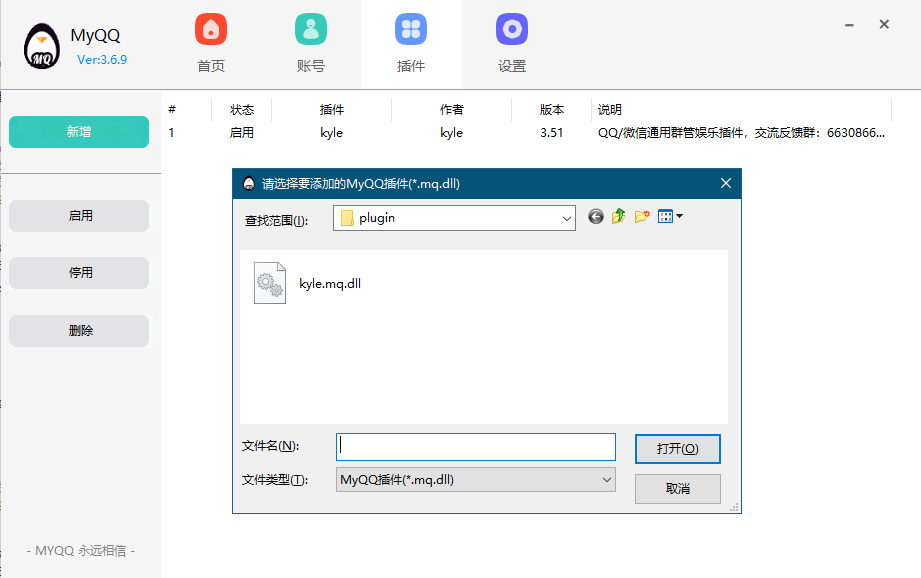 MyQQ
Ver:3.6.9
MQ
首页
账号
插件
设置
新增
启用
停用
删除
- MYQQ 永远相信 -
# 状态 插件 作者 版本 说明
1 启用 kyle kyle 3.51 QQ/微信通用群管娱乐插件，交流反馈群：6630866...
请选择要添加的MyQQ插件(*.mq.dll)
查找范围(I): plugin
kyle.mq.dll
文件名(N):
打开(O)
文件类型(T): MyQQ插件(*.mq.dll)
取消